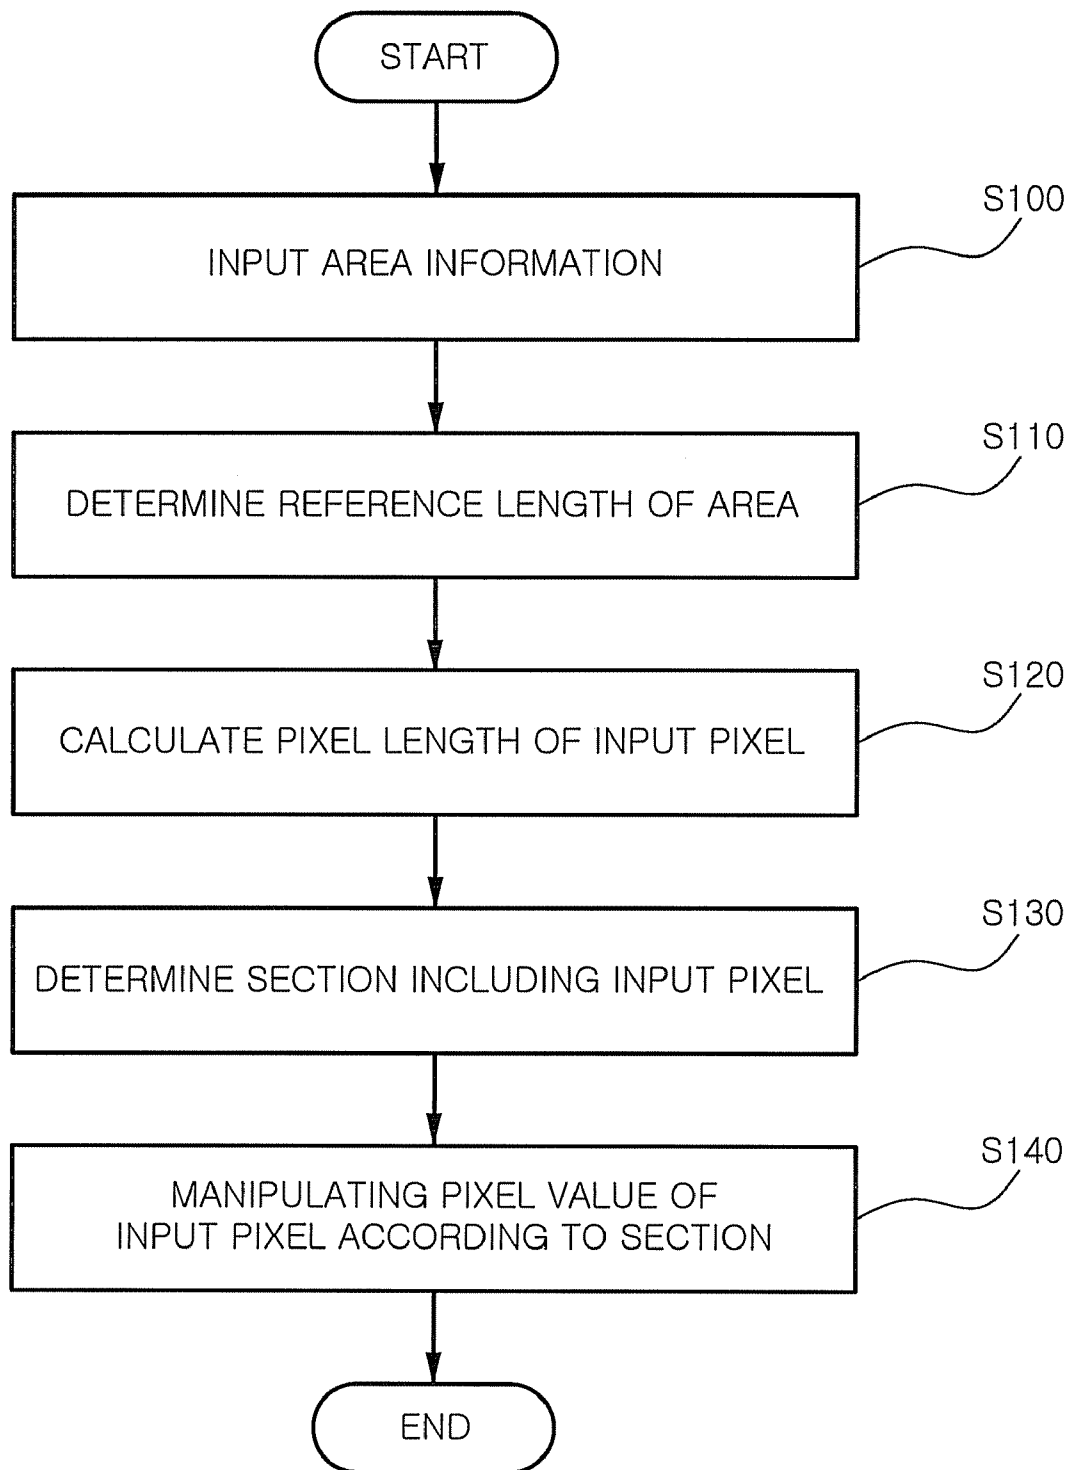 START
S100
INPUT AREA INFORMATION
S110
DETERMINE REFERENCE LENGTH OF AREA
S120
CALCULATE PIXEL LENGTH OF INPUT PIXEL
S130
DETERMINE SECTION INCLUDING INPUT PIXEL
S140
MANIPULATING PIXEL VALUE OF
INPUT PIXEL ACCORDING TO SECTION
END